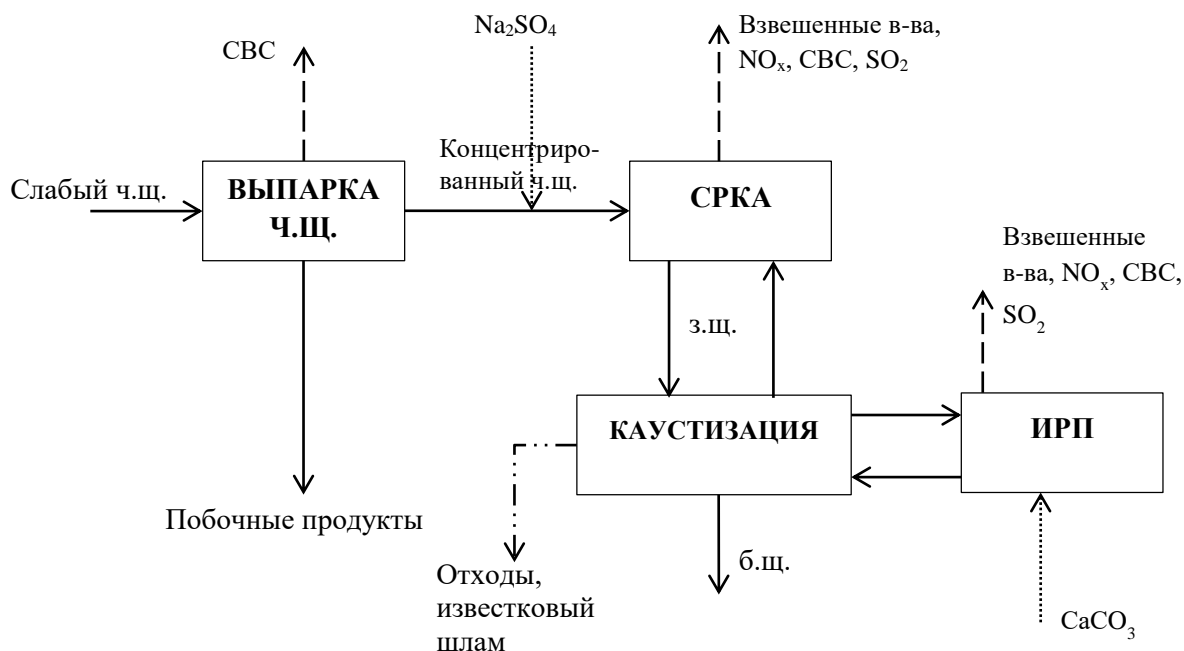 Na₂SO₄
СВС
Взвешенные в-ва,
NOₓ, СВС, SO₂
Концентриро-
ванный ч.щ.
Слабый ч.щ.
ВЫПАРКА
Ч.Щ.
СРКА
Взвешенные
в-ва, NOₓ, СВС,
SO₂
з.щ.
КАУСТИЗАЦИЯ
ИРП
Побочные продукты
б.щ.
Отходы,
известковый
шлам
CaCO₃